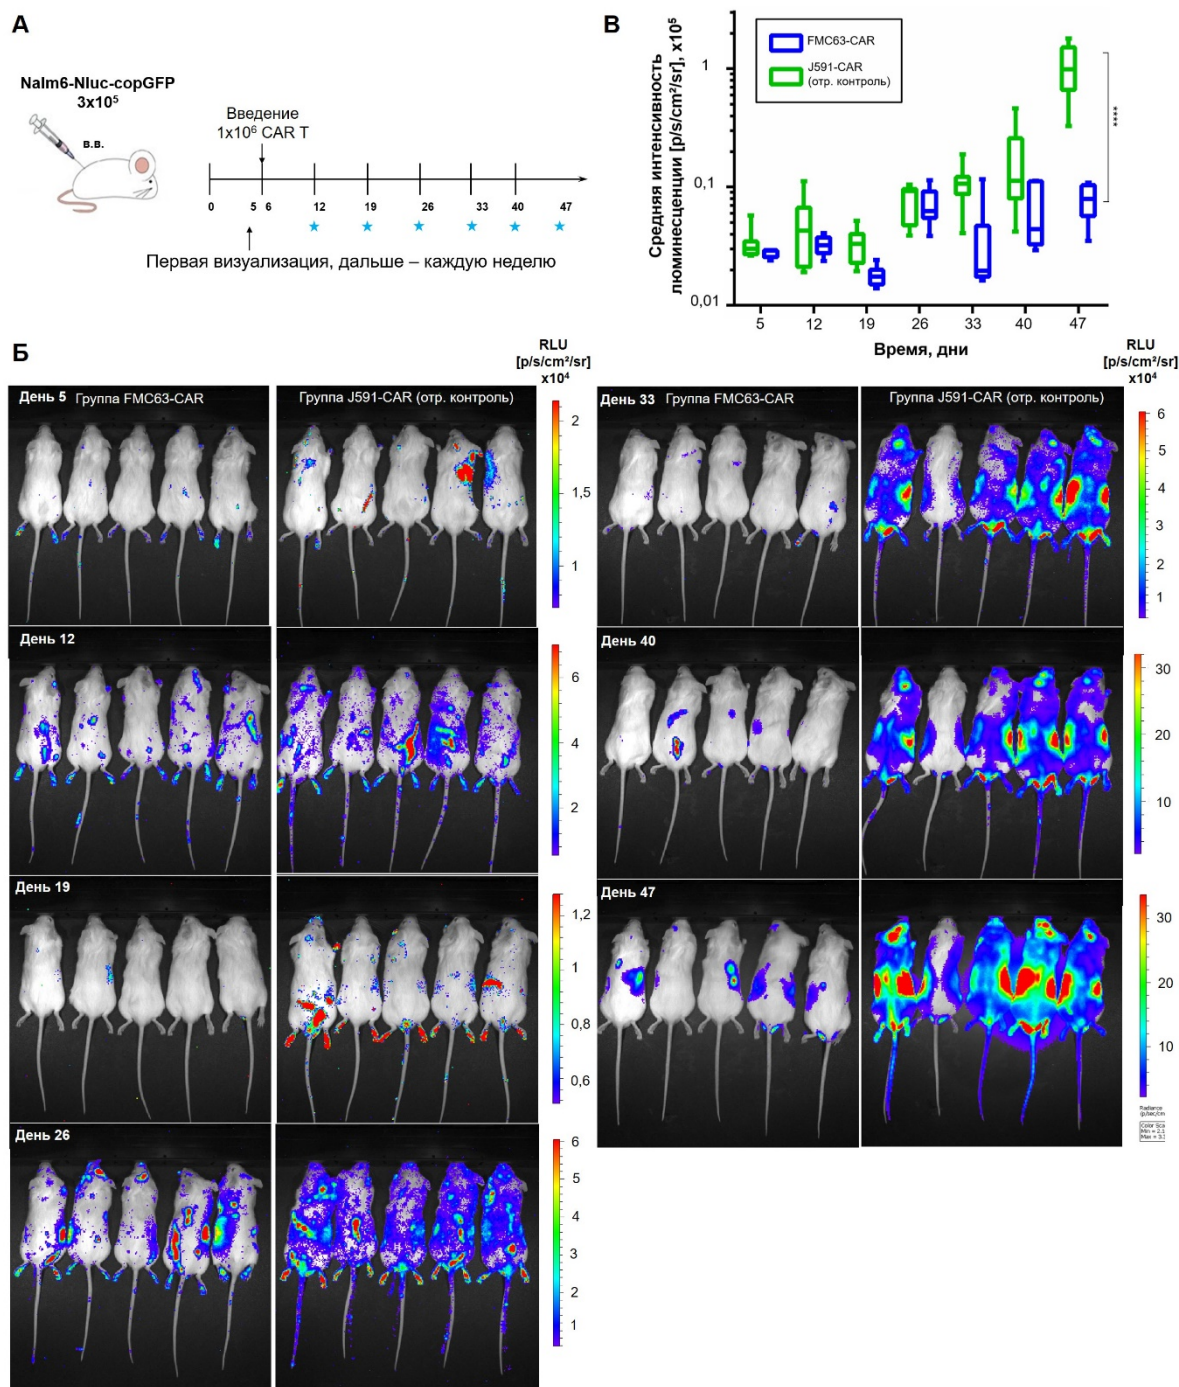 А
Nalm6-Nluc-copGFP
3x10⁵
в.в.
Введение
1x10⁶ CAR T
0 5 6 12 19 26 33 40 47
Первая визуализация, дальше – каждую неделю
В
Средняя интенсивность
люминесценции [p/s/cm²/sr], x10⁵
FMC63-CAR
J591-CAR
(отр. контроль)
1
0,1
0,01
****
5 12 19 26 33 40 47
Время, дни
Б
RLU
[p/s/cm²/sr]
x10⁴
День 5 Группа FMC63-CAR
Группа J591-CAR (отр. контроль)
2
1,5
1
День 12
6
4
2
День 19
1,2
1
0,8
0,6
День 26
6
5
4
3
2
1
RLU
[p/s/cm²/sr]
x10⁴
День 33 Группа FMC63-CAR
Группа J591-CAR (отр. контроль)
6
5
4
3
2
1
День 40
30
20
10
День 47
30
20
10
Radiance
Color Sca